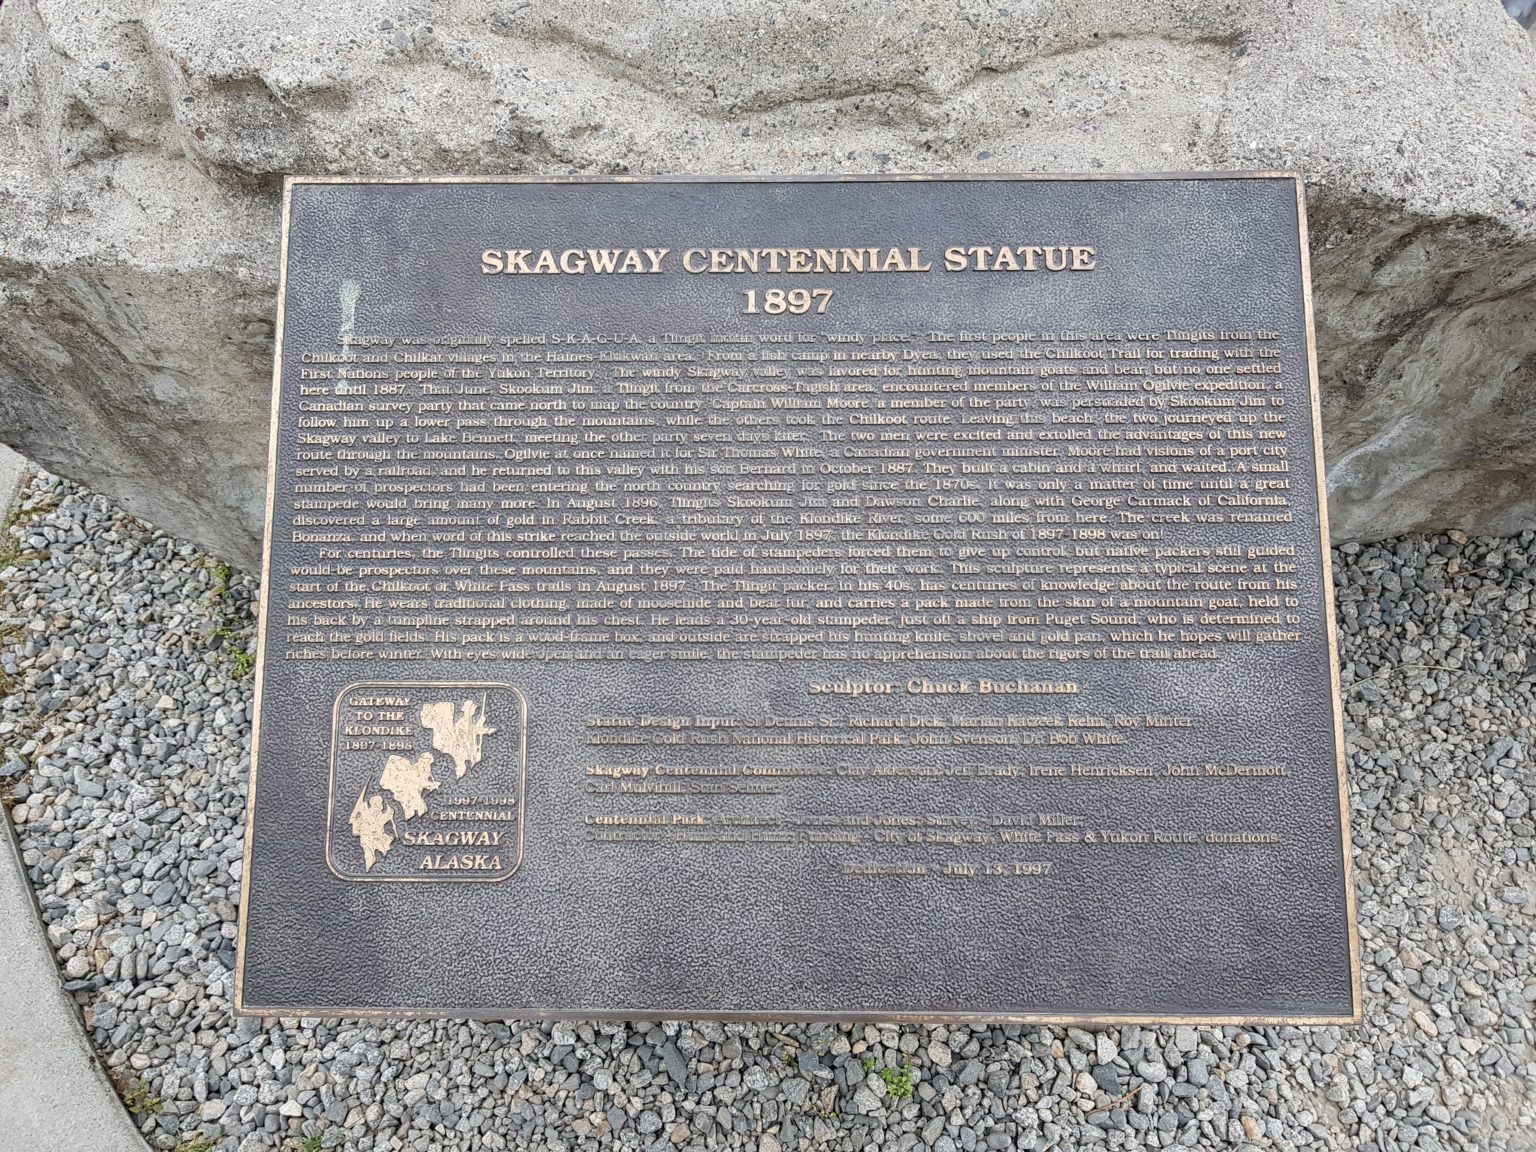 SKAGWAY CENTENNIAL STATUE
1897
Skagway was originally spelled S-K-A-G-U-A, a Tlingit Indian word for "windy place." The first people in this area were Tlingits from the
Chilkoot and Chilkat villages in the Haines-Klukwan area. From a fish camp in nearby Dyea, they used the Chilkoot Trail for trading with the
First Nations people of the Yukon Territory. The windy Skagway valley was favored for hunting mountain goats and bear, but no one settled
here until 1887. That June, Skookum Jim, a Tlingit from the Carcross-Tagish area, encountered members of the William Ogilvie expedition, a
Canadian survey party that came north to map the country. Captain William Moore, a member of the party, was persuaded by Skookum Jim to
follow him up a lower pass through the mountains, while the others took the Chilkoot route. Leaving this beach, the two journeyed up the
Skagway valley to Lake Bennett, meeting the other party seven days later. The two men were excited and extolled the advantages of this new
route through the mountains. Ogilvie at once named it for Sir Thomas White, a Canadian government minister. Moore had visions of a port city
served by a railroad, and he returned to this valley with his son Bernard in October 1887. They built a cabin and a wharf, and waited. A small
number of prospectors had been entering the north country searching for gold since the 1870s. It was only a matter of time until a great
stampede would bring many more. In August 1896, Tlingits Skookum Jim and Dawson Charlie, along with George Carmack of California
discovered a large amount of gold in Rabbit Creek, a tributary of the Klondike River, some 600 miles from here. The creek was renamed
Bonanza, and when word of this strike reached the outside world in July 1897, the Klondike Gold Rush of 1897-1898 was on!
For centuries, the Tlingits controlled these passes. The tide of stampeders forced them to give up control, but native packers still guided
would-be prospectors over these mountains, and they were paid handsomely for their work. This sculpture represents a typical scene at the
start of the Chilkoot or White Pass trails in August 1897. The Tlingit packer, in his 40s, has centuries of knowledge about the route from his
ancestors. He wears traditional clothing, made of moosehide and bear fur, and carries a pack made from the skin of a mountain goat, held to
his back by a tumpline strapped around his chest. He leads a 30-year-old stampeder, just off a ship from Puget Sound, who is determined to
reach the gold fields. His pack is a wood-frame box, and outside are strapped his hunting knife, shovel and gold pan, which he hopes will gather
riches before winter. With eyes wide open and an eager smile, the stampeder has no apprehension about the rigors of the trail ahead.
Sculptor: Chuck Buchanan
Statue Design Input: Si Dennis Sr., Richard Dick, Marian Katzeek Kelm, Roy Minter,
Klondike Gold Rush National Historical Park, John Svenson, Dr. Bob White
Skagway Centennial Committee: Clay Alderson, Jeff Brady, Irene Henricksen, John McDermott,
Carl Mulvihill, Stan Selmer
Centennial Park: Architect - Jones and Jones; Survey - David Miller;
Contractor - Hunz and Hunz; Funding - City of Skagway, White Pass & Yukon Route, donations
Dedication - July 13, 1997
GATEWAY
TO THE
KLONDIKE
1897-1898
1997-1998
CENTENNIAL
SKAGWAY
ALASKA